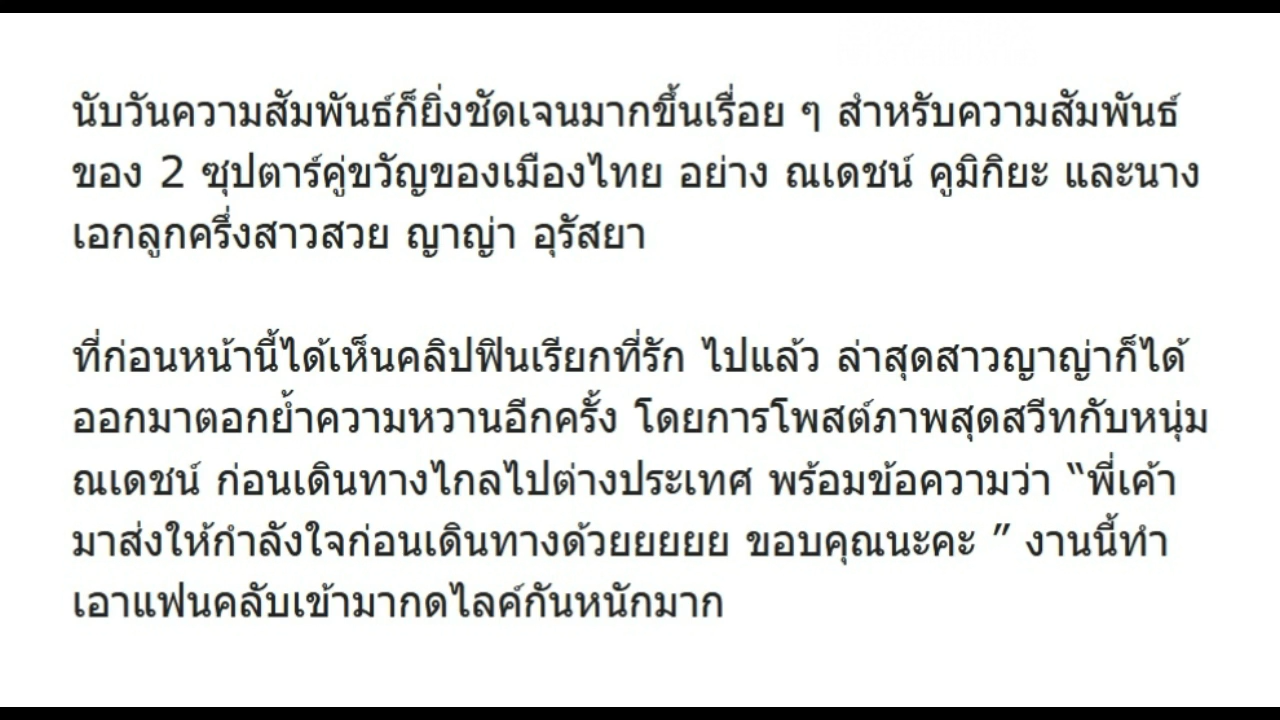 นับวันความสัมพันธ์ก็ยิ่งชัดเจนมากขึ้นเรื่อย ๆ สำหรับความสัมพันธ์
ของ 2 ซุปตาร์คู่ขวัญของเมืองไทย อย่าง ณเดชน์ คูมิกิยะ และนาง
เอกลูกครึ่งสาวสวย ญาญ่า อุรัสยา
ที่ก่อนหน้านี้ได้เห็นคลิปฟินเรียกที่รัก ไปแล้ว ล่าสุดสาวญาญ่าก็ได้
ออกมาตอกย้ำความหวานอีกครั้ง โดยการโพสต์ภาพสุดสวีทกับหนุ่ม
ณเดชน์ ก่อนเดินทางไกลไปต่างประเทศ พร้อมข้อความว่า “พี่เค้า
มาส่งให้กำลังใจก่อนเดินทางด้วยยยยย ขอบคุณนะคะ ” งานนี้ทำ
เอาแฟนคลับเข้ามากดไลค์กันหนักมาก